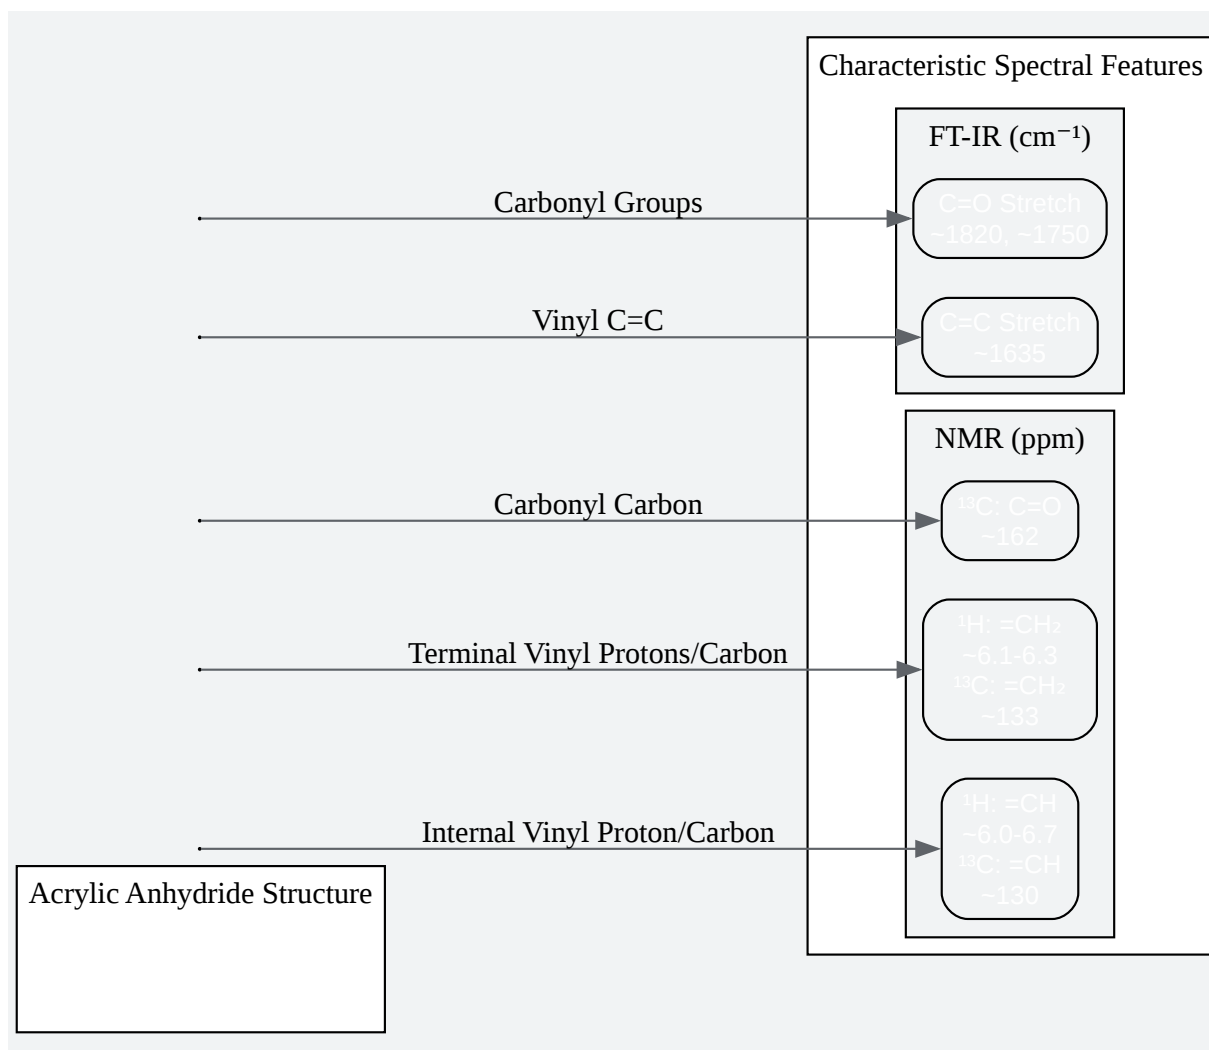 Characteristic Spectral Features
FT-IR (cm⁻¹)
Carbonyl Groups
C=O Stretch
~1820, ~1750
Vinyl C=C
C=C Stretch
~1635
NMR (ppm)
Carbonyl Carbon
¹³C: C=O
~162
Terminal Vinyl Protons/Carbon
¹H: =CH₂
~6.1-6.3
¹³C: =CH₂
~133
Internal Vinyl Proton/Carbon
¹H: =CH
~6.0-6.7
¹³C: =CH
~130
Acrylic Anhydride Structure